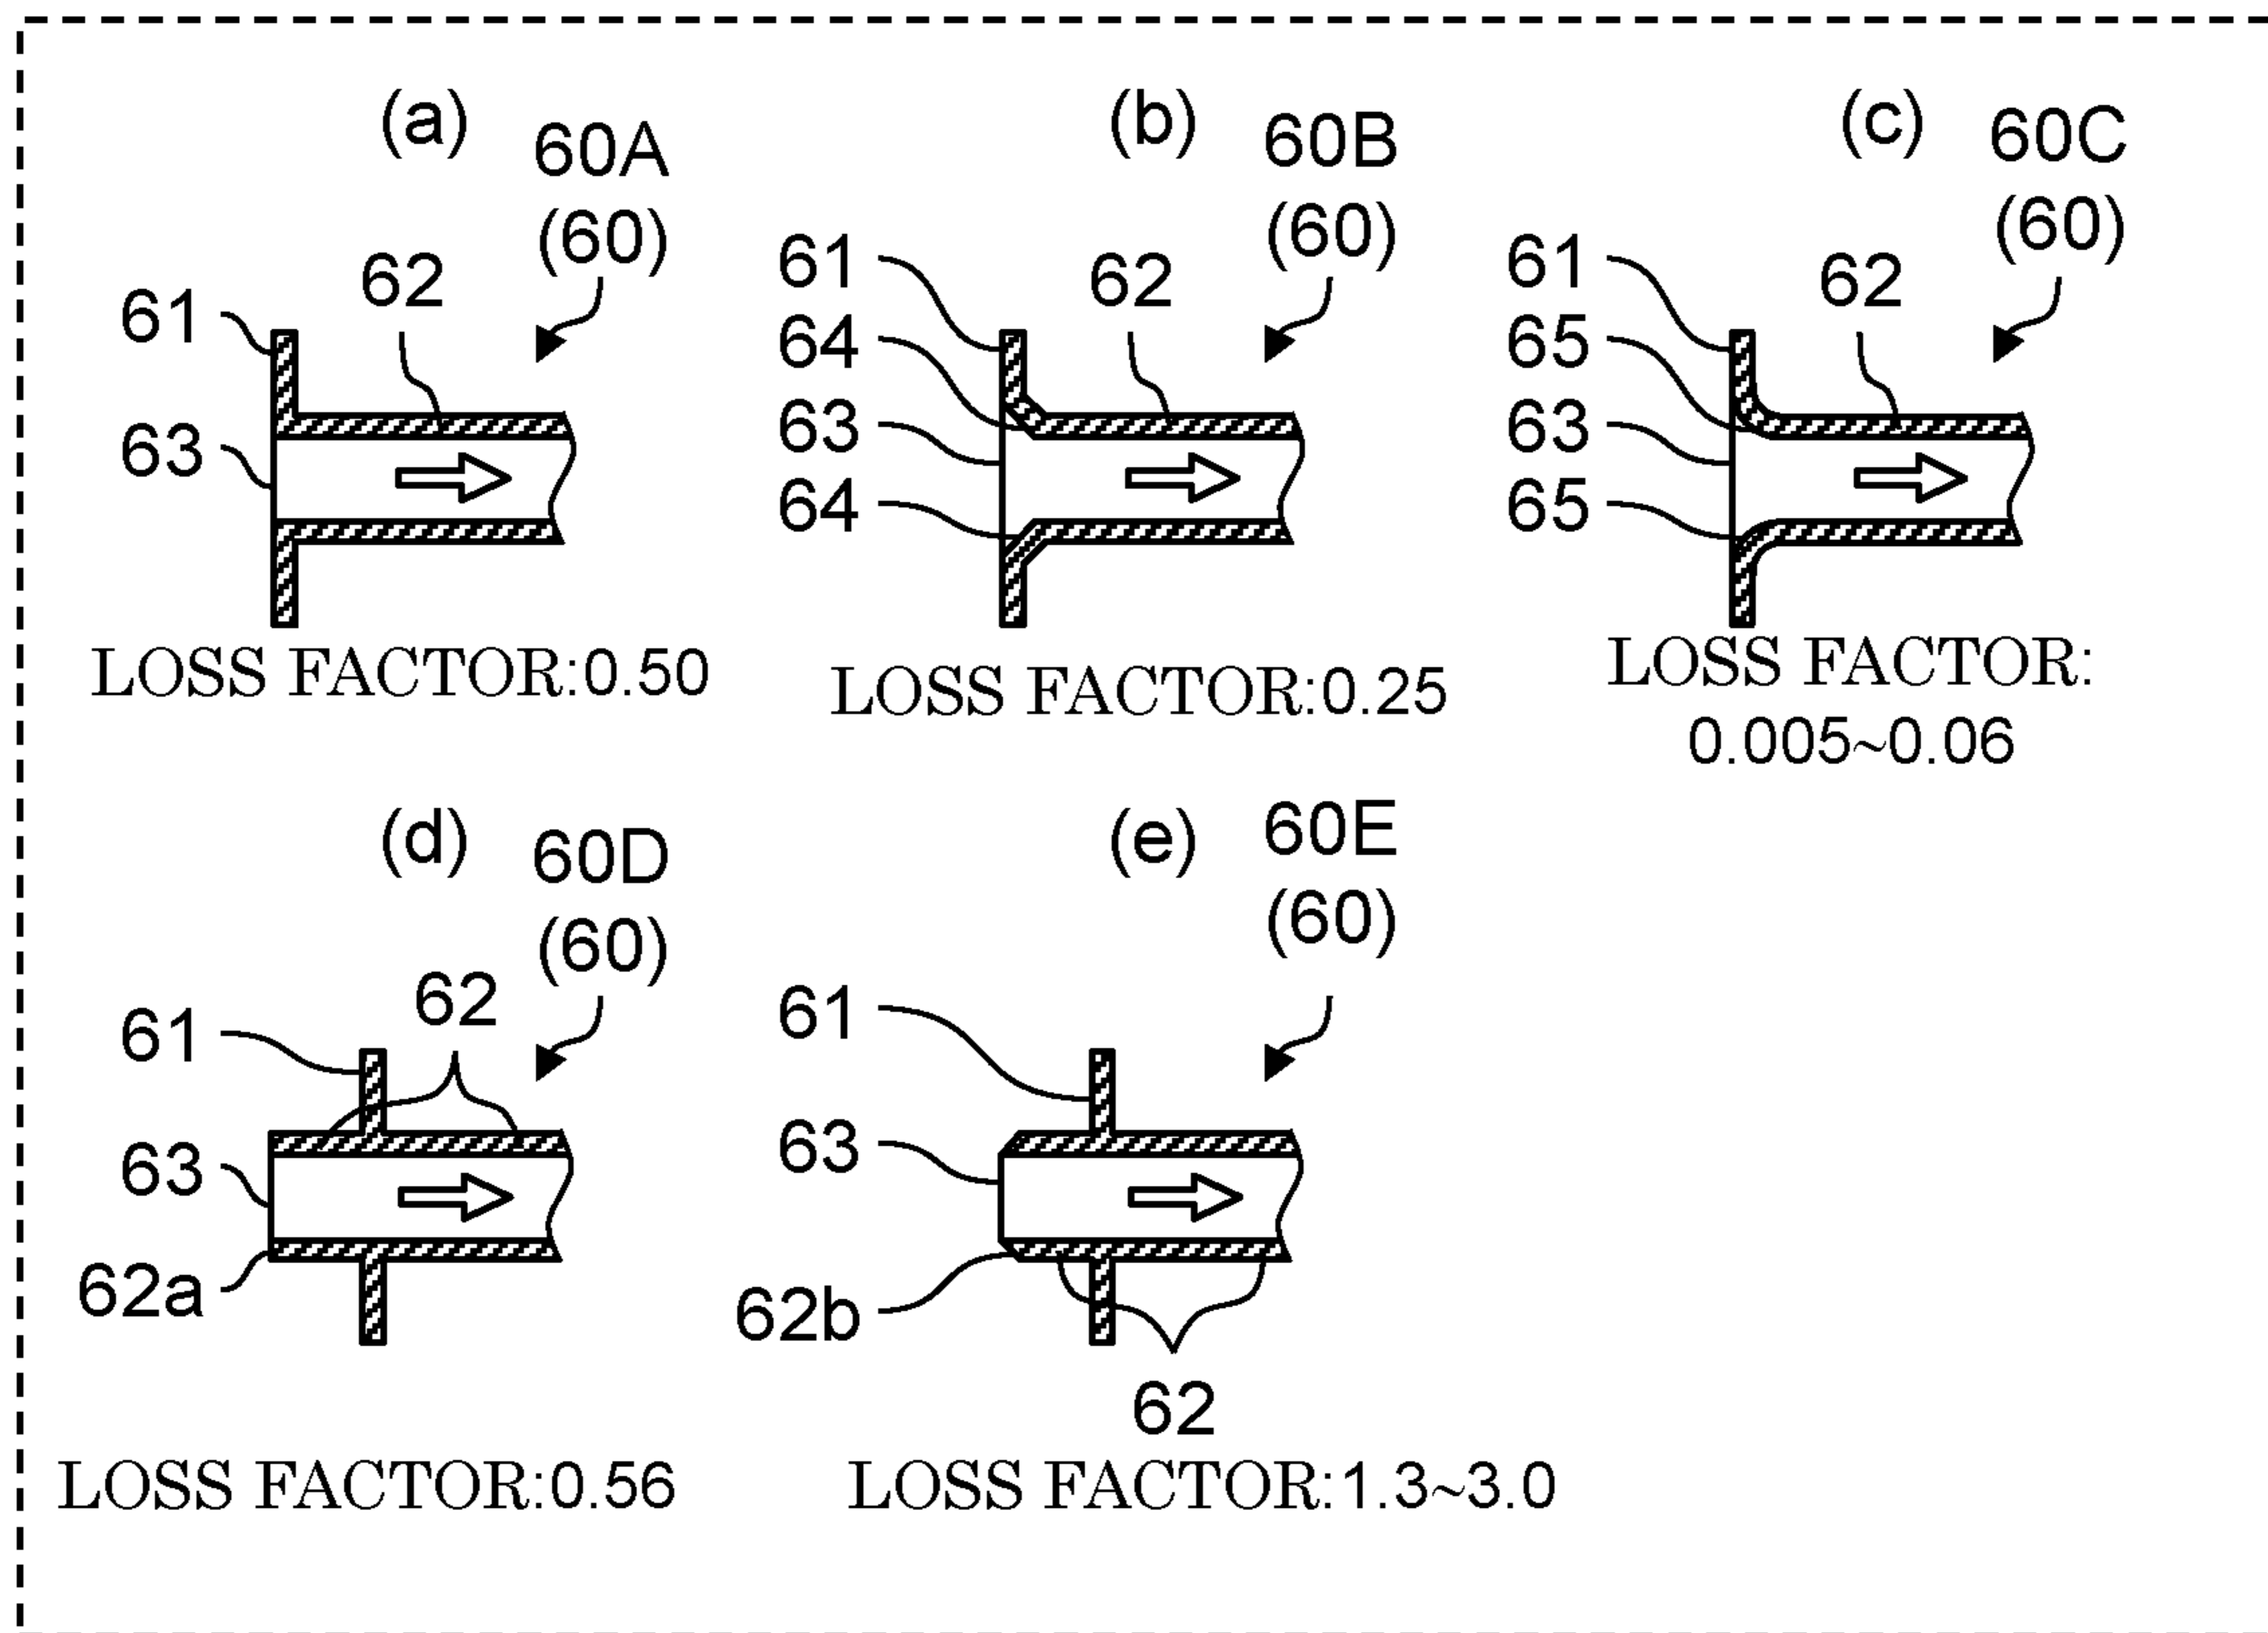 (a)
60A
(60)
62
61
63
LOSS FACTOR:0.50
(b)
60B
(60)
61
62
64
63
64
LOSS FACTOR:0.25
(c)
60C
(60)
61
62
65
63
65
LOSS FACTOR:
0.005~0.06
(d)
60D
(60)
62
61
63
62a
LOSS FACTOR:0.56
(e)
60E
(60)
61
63
62b
62
LOSS FACTOR:1.3~3.0